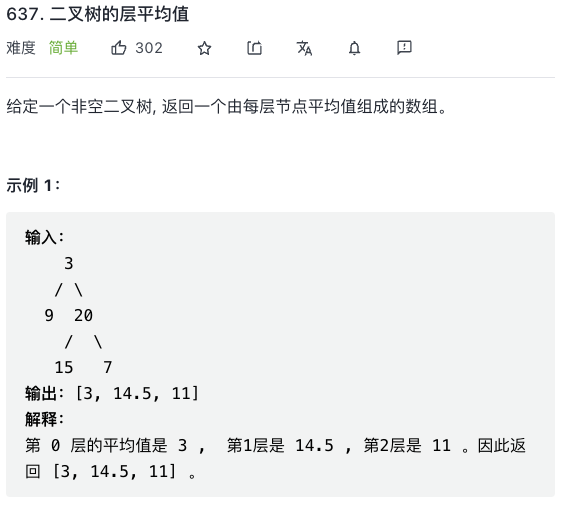 637. 二叉树的层平均值
难度 简单 302
给定一个非空二叉树, 返回一个由每层节点平均值组成的数组。
示例 1：
输入：
3
/ \
9 20
/ \
15 7
输出：[3, 14.5, 11]
解释：
第 0 层的平均值是 3 , 第1层是 14.5 , 第2层是 11 。因此返
回 [3, 14.5, 11] 。